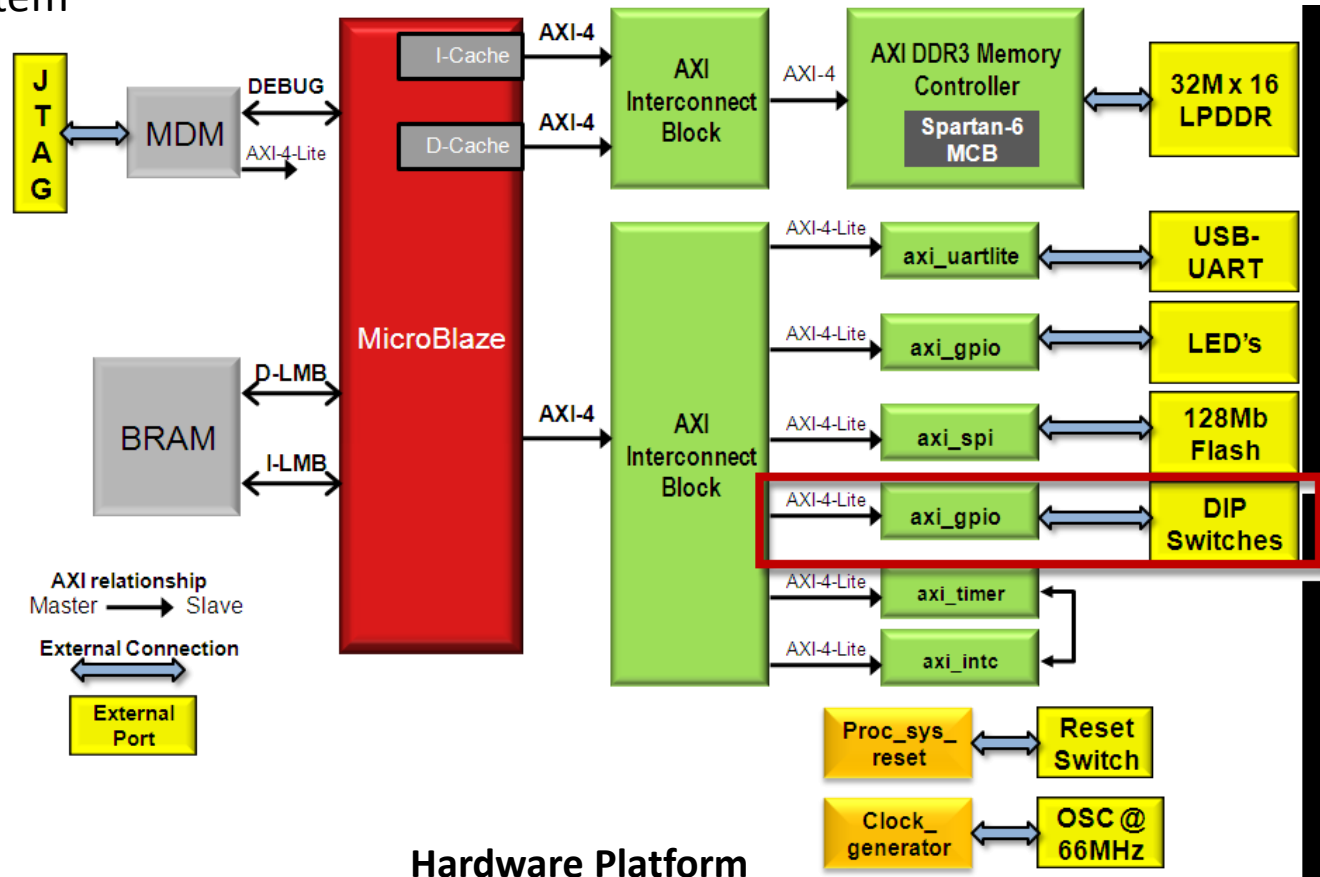 tem
J
T
A
G
MDM
DEBUG
AXI-4-Lite
I-Cache
D-Cache
MicroBlaze
BRAM
D-LMB
I-LMB
AXI-4
AXI-4
AXI
Interconnect
Block
AXI-4
AXI DDR3 Memory
Controller
Spartan-6
MCB
32M x 16
LPDDR
AXI-4
AXI
Interconnect
Block
AXI-4-Lite
axi_uartlite
USB-
UART
AXI-4-Lite
axi_gpio
LED's
AXI-4-Lite
axi_spi
128Mb
Flash
AXI-4-Lite
axi_gpio
DIP
Switches
AXI-4-Lite
axi_timer
AXI-4-Lite
axi_intc
AXI relationship
Master Slave
External Connection
External
Port
Proc_sys_
reset
Reset
Switch
Clock_
generator
OSC @
66MHz
Hardware Platform